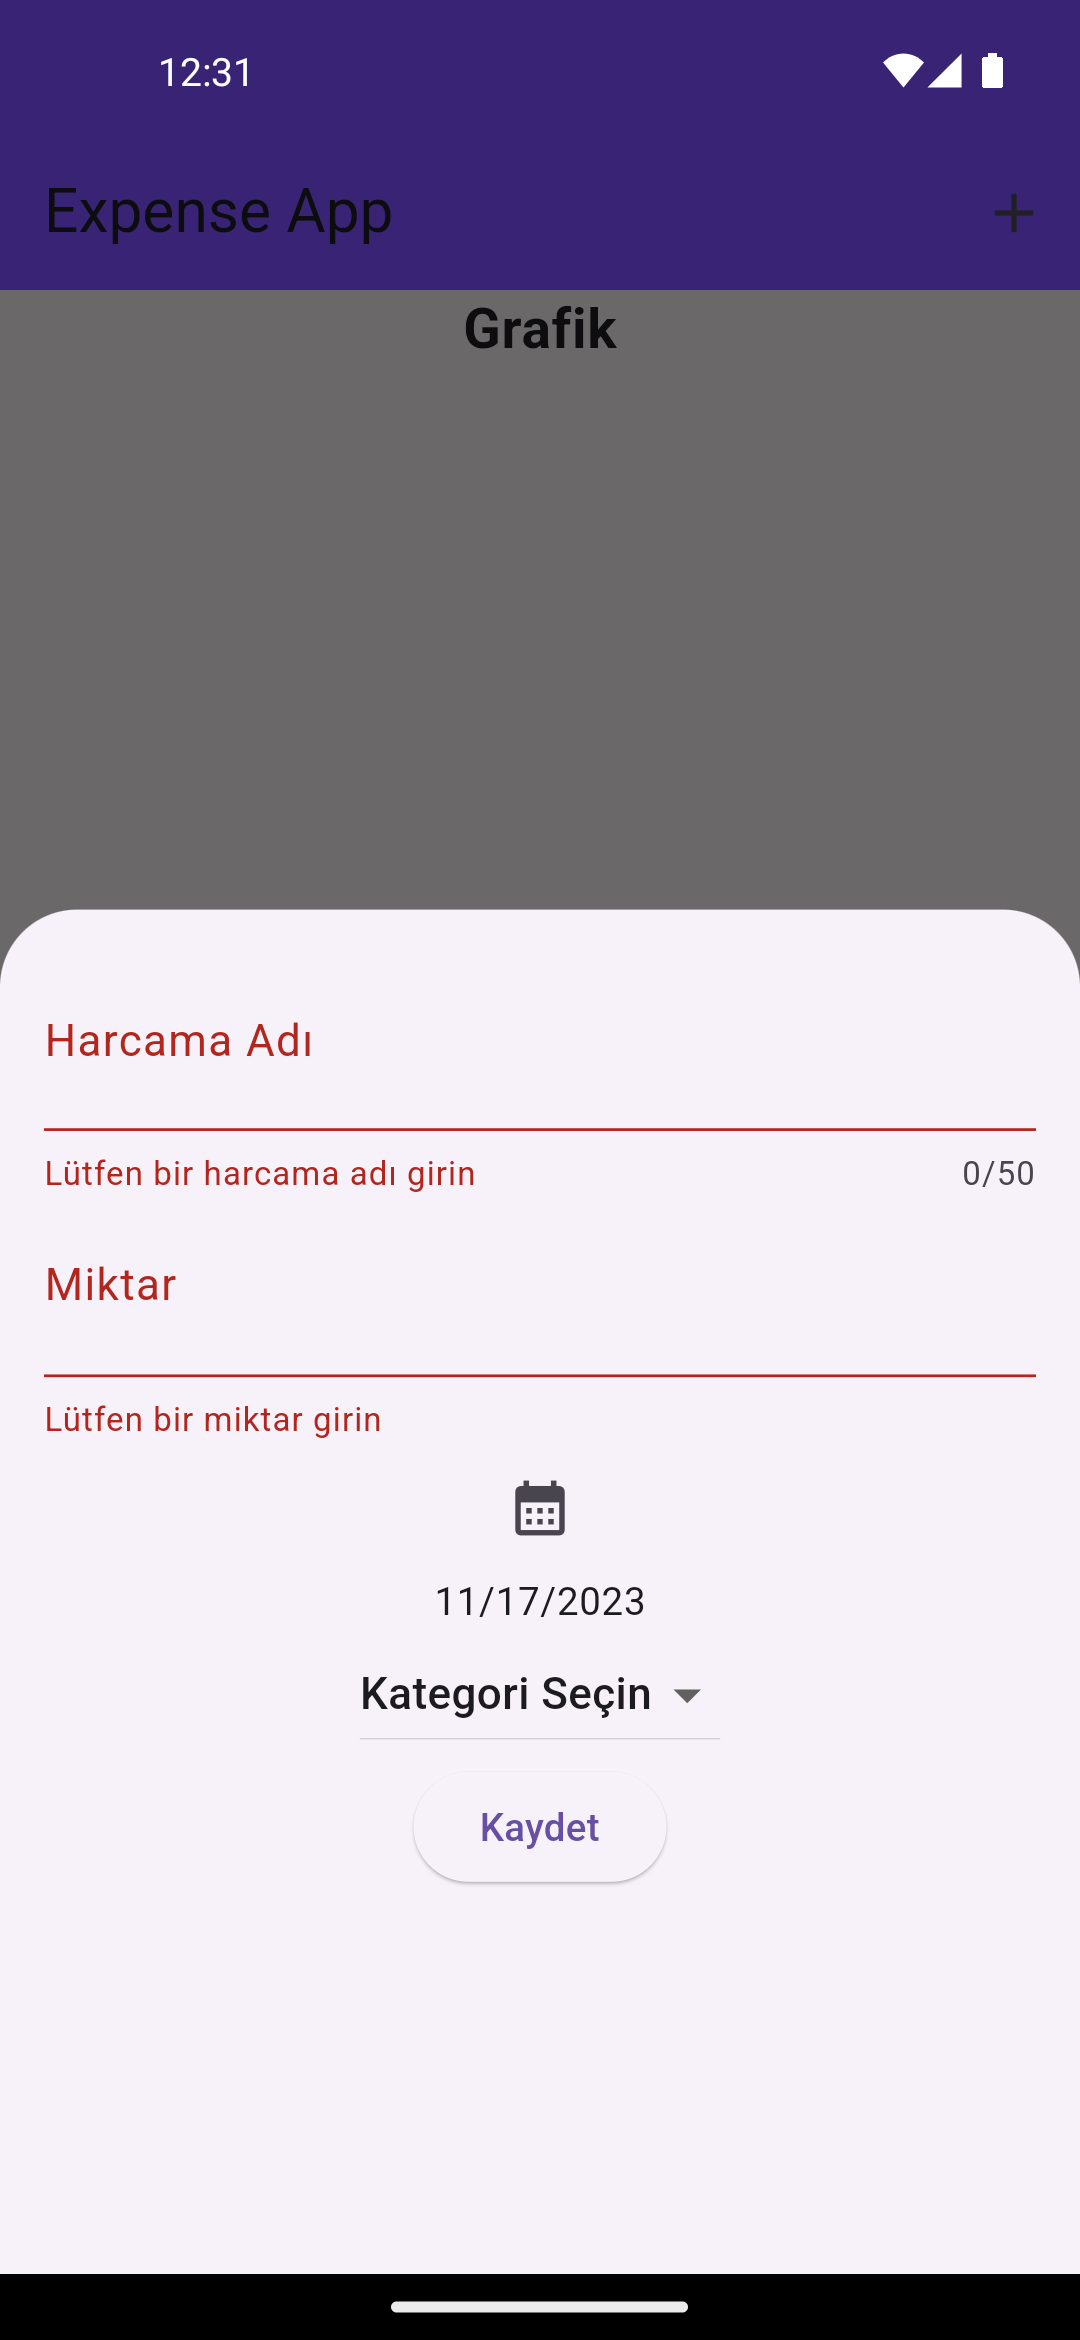 12:31
Expense App
Grafik
Harcama Adı
Lütfen bir harcama adı girin 0/50
Miktar
Lütfen bir miktar girin
11/17/2023
Kategori Seçin
Kaydet